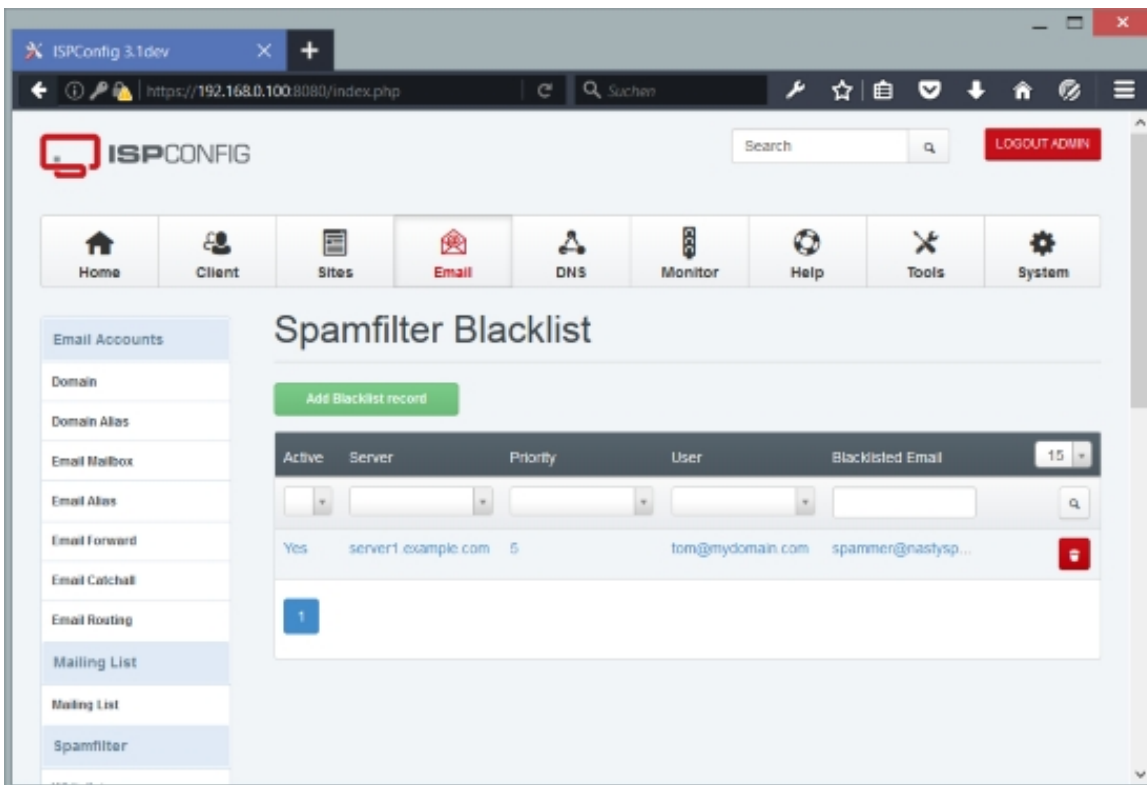 ISPConfig 3.1dev
https://192.168.0.100:8080/index.php
Suchen
ISPCONFIG
Search
LOGOUT ADMIN
Home
Client
Sites
Email
DNS
Monitor
Help
Tools
System
Email Accounts
Domain
Domain Alias
Email Mailbox
Email Alias
Email Forward
Email Catchall
Email Routing
Mailing List
Mailing List
Spamfilter
Spamfilter Blacklist
Add Blacklist record
Active Server Priority User Blacklisted Email 15
Yes server1.example.com 5 tom@mydomain.com spammer@nastysp...
1